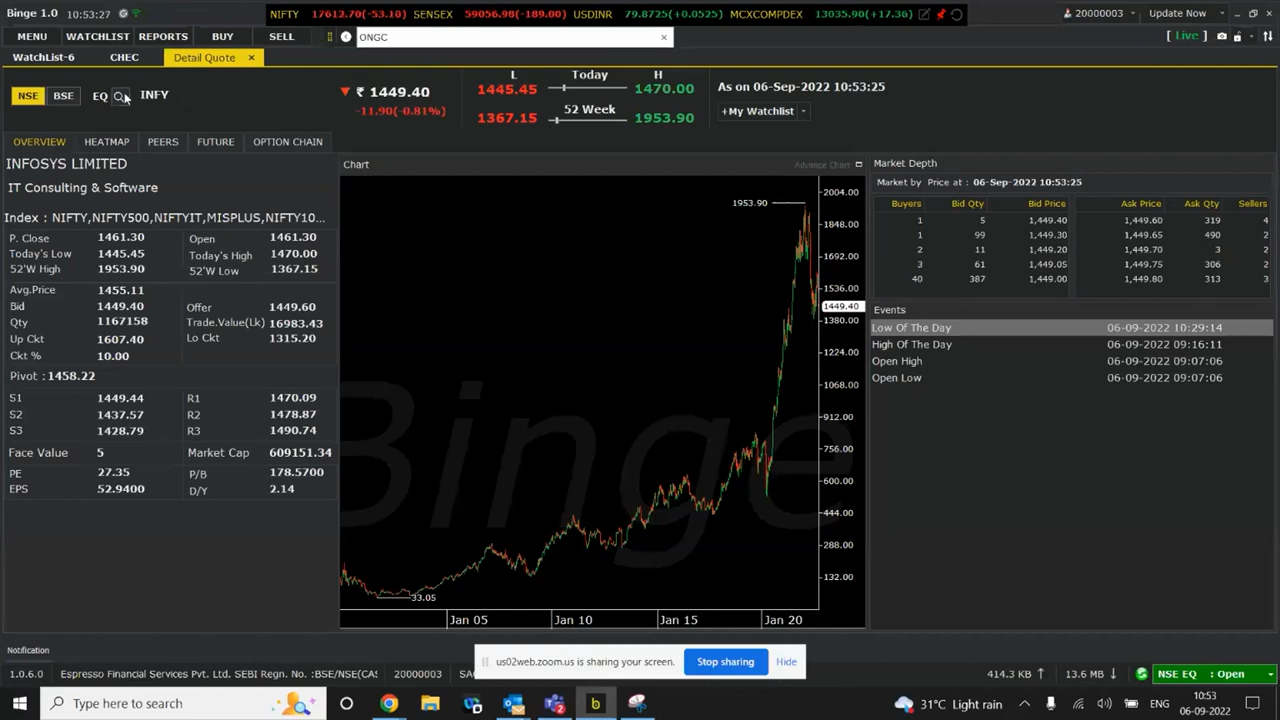 Binge 1.0 10:53:27 NIFTY 17612.70(-53.10) SENSEX 59056.98(-189.00) USDINR 79.8725(+0.0525) MCXCOMPDEX 13035.90(+17.36) 20000003 Update Now
MENU WATCHLIST REPORTS BUY SELL ONGC [ Live ]
WatchList-6 CHEC Detail Quote
NSE BSE EQ INFY
₹ 1449.40
-11.90(-0.81%)
L Today H
1445.45 1470.00
52 Week
1367.15 1953.90
As on 06-Sep-2022 10:53:25
+My Watchlist
OVERVIEW HEATMAP PEERS FUTURE OPTION CHAIN
INFOSYS LIMITED
IT Consulting & Software
Index : NIFTY,NIFTY500,NIFTYIT,MISPLUS,NIFTY10...
P. Close 1461.30 Open 1461.30
Today's Low 1445.45 Today's High 1470.00
52'W High 1953.90 52'W Low 1367.15
Avg.Price 1455.11
Bid 1449.40 Offer 1449.60
Qty 1167158 Trade.Value(Lk) 16983.43
Up Ckt 1607.40 Lo Ckt 1315.20
Ckt % 10.00
Pivot : 1458.22
S1 1449.44 R1 1470.09
S2 1437.57 R2 1478.87
S3 1428.79 R3 1490.74
Face Value 5 Market Cap 609151.34
PE 27.35 P/B 178.5700
EPS 52.9400 D/Y 2.14
Chart Advance Chart
1953.90
33.05
Binge
2004.00
1848.00
1692.00
1536.00
1449.40
1380.00
1224.00
1068.00
912.00
756.00
600.00
444.00
288.00
132.00
Jan 05 Jan 10 Jan 15 Jan 20
Market Depth
Market by Price at : 06-Sep-2022 10:53:25
Buyers Bid Qty Bid Price Ask Price Ask Qty Sellers
1 5 1,449.40 1,449.60 319 4
1 99 1,449.30 1,449.65 490 2
2 11 1,449.20 1,449.70 3 2
3 61 1,449.05 1,449.75 306 2
40 387 1,449.00 1,449.80 313 3
Events
Low Of The Day 06-09-2022 10:29:14
High Of The Day 06-09-2022 09:16:11
Open High 06-09-2022 09:07:06
Open Low 06-09-2022 09:07:06
Notification
us02web.zoom.us is sharing your screen. Stop sharing Hide
1.0.6.0 Espresso Financial Services Pvt. Ltd. SEBI Regn. No. :BSE/NSE(CAS 20000003 414.3 KB 13.6 MB NSE EQ : Open
Type here to search 31°C Light rain ENG 10:53
06-09-2022